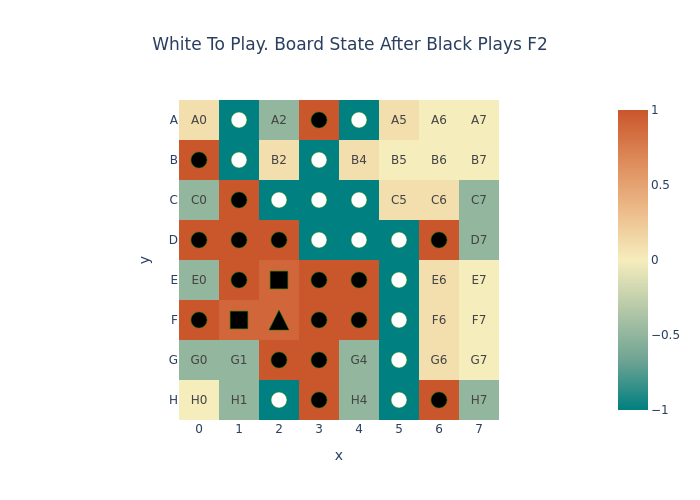 White To Play. Board State After Black Plays F2
A A0 A2 A5 A6 A7 1
B B2 B4 B5 B6 B7
C C0 C5 C6 C7 0.5
D D7
y 0
E E0 E6 E7
F F6 F7 −0.5
G G0 G1 G4 G6 G7
H H0 H1 H4 H7 −1
0 1 2 3 4 5 6 7
x